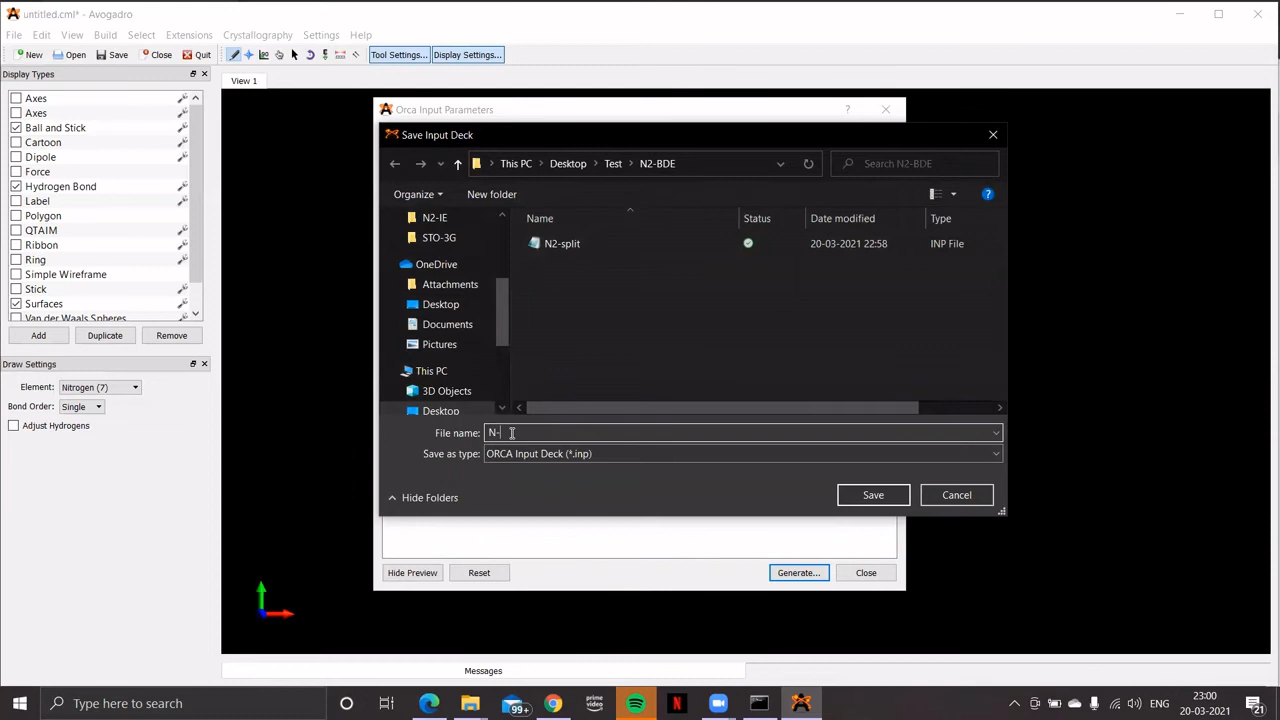 untitled.cml* - Avogadro
File Edit View Build Select Extensions Crystallography Settings Help
New Open Save Close Quit Tool Settings... Display Settings...
Display Types
View 1
Axes
Axes
Ball and Stick
Cartoon
Dipole
Force
Hydrogen Bond
Label
Polygon
QTAIM
Ribbon
Ring
Simple Wireframe
Stick
Surfaces
Van der Waals Spheres
Add Duplicate Remove
Draw Settings
Element: Nitrogen (7)
Bond Order: Single
Adjust Hydrogens
Orca Input Parameters
?
Save Input Deck
This PC > Desktop > Test > N2-BDE
Search N2-BDE
Organize New folder
?
N2-IE
STO-3G
OneDrive
Attachments
Desktop
Documents
Pictures
This PC
3D Objects
Desktop
Name Status Date modified Type
N2-split 20-03-2021 22:58 INP File
File name: N-
Save as type: ORCA Input Deck (*.inp)
Hide Folders Save Cancel
Hide Preview Reset Generate... Close
Messages
Type here to search
99+
prime
video
N
ENG
23:00
20-03-2021
21